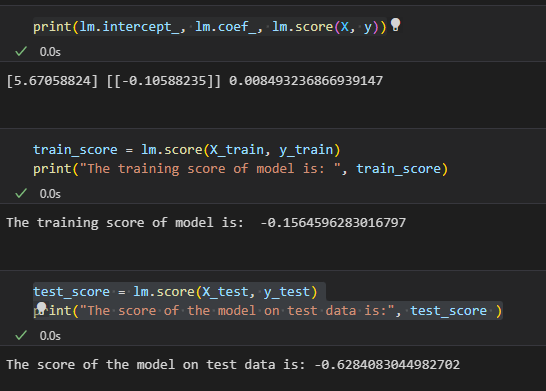 print(lm.intercept_, lm.coef_, lm.score(X, y))
0.0s
[5.67058824] [[-0.10588235]] 0.008493236866939147
train_score = lm.score(X_train, y_train)
print("The training score of model is: ", train_score)
0.0s
The training score of model is:  -0.1564596283016797
test_score = lm.score(X_test, y_test)
print("The score of the model on test data is:", test_score )
0.0s
The score of the model on test data is: -0.6284083044982702